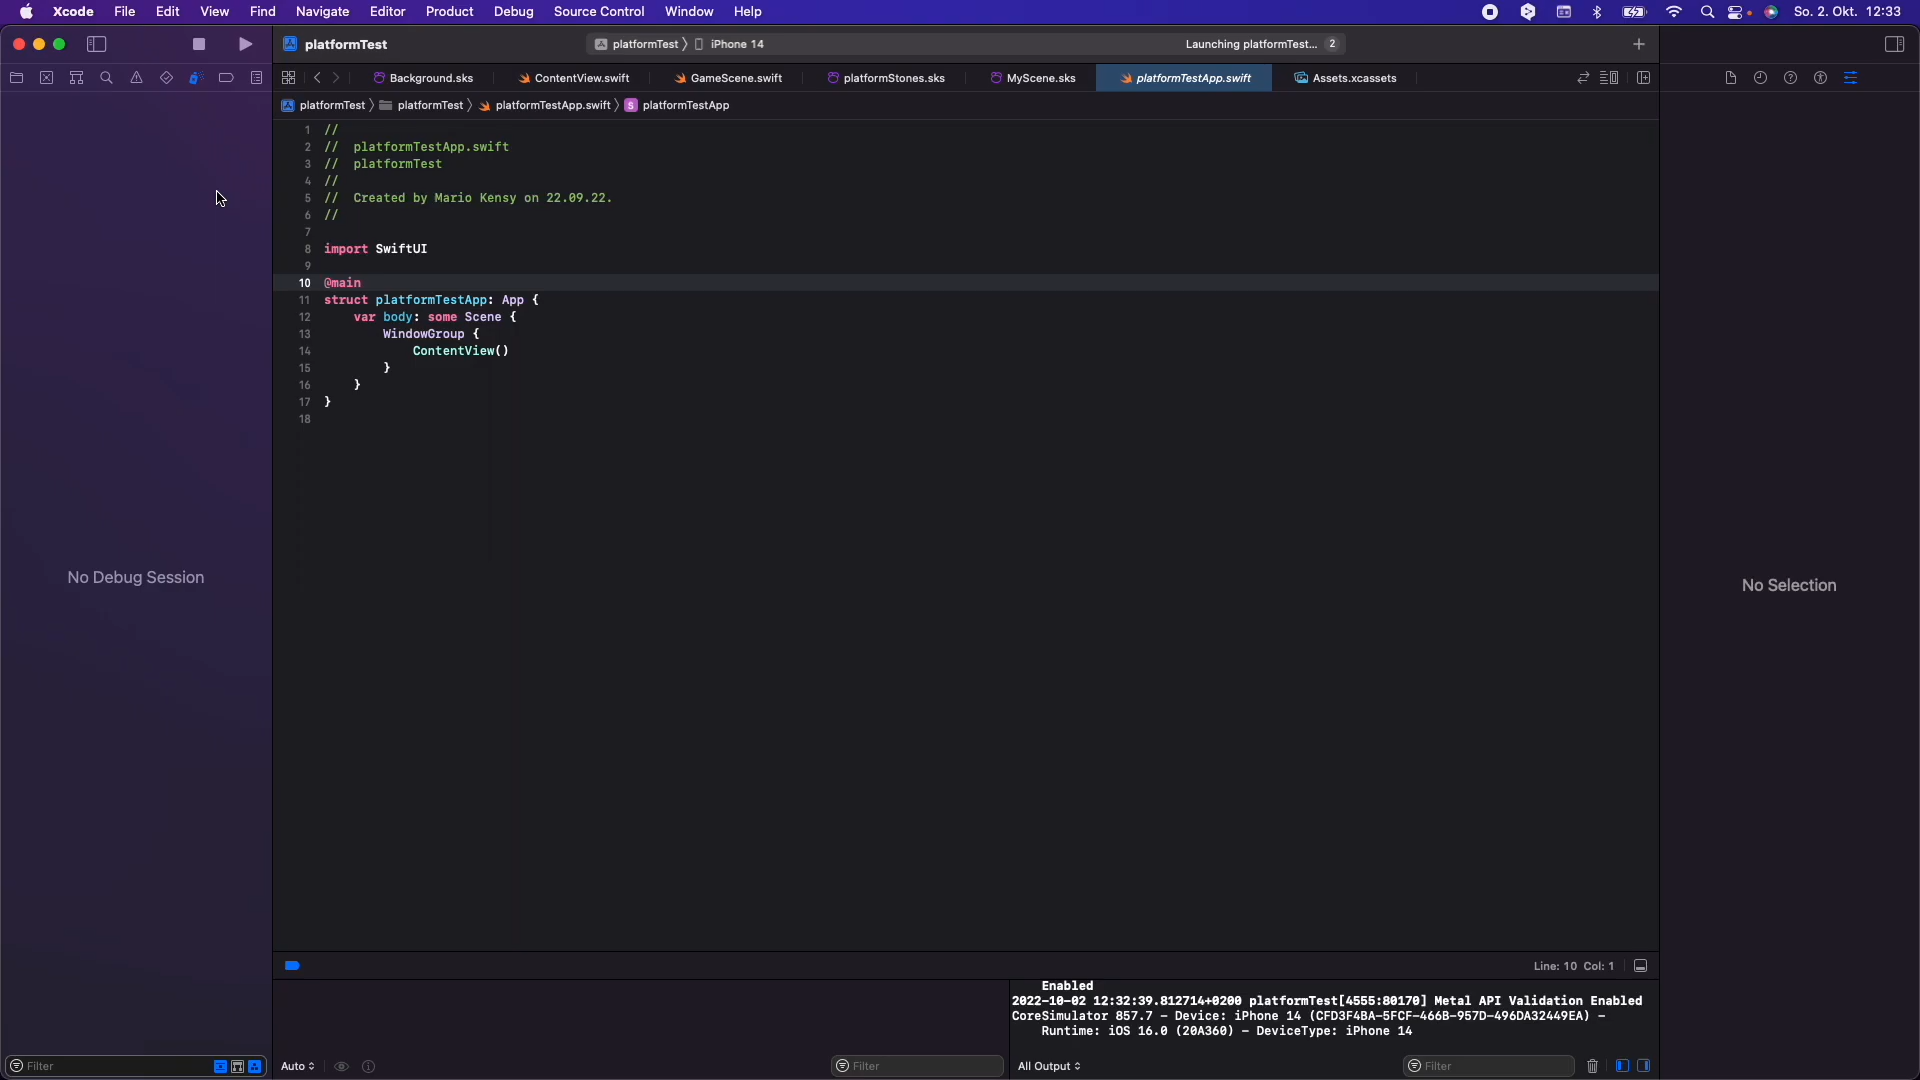 Xcode File Edit View Find Navigate Editor Product Debug Source Control Window Help So. 2. Okt. 12:33
platformTest platformTest iPhone 14 Launching platformTest... 2
Background.sks ContentView.swift GameScene.swift platformStones.sks MyScene.sks platformTestApp.swift Assets.xcassets
platformTest platformTest platformTestApp.swift S platformTestApp
1 //
2 // platformTestApp.swift
3 // platformTest
4 //
5 // Created by Mario Kensy on 22.09.22.
6 //
7
8 import SwiftUI
9
10 @main
11 struct platformTestApp: App {
12 var body: some Scene {
13 WindowGroup {
14 ContentView()
15 }
16 }
17 }
18
No Debug Session
No Selection
Line: 10 Col: 1
Enabled
2022-10-02 12:32:39.812714+0200 platformTest[4555:80170] Metal API Validation Enabled
CoreSimulator 857.7 - Device: iPhone 14 (CFD3F4BA-5FCF-466B-957D-496DA32449EA) -
Runtime: iOS 16.0 (20A360) - DeviceType: iPhone 14
Filter Auto Filter All Output Filter